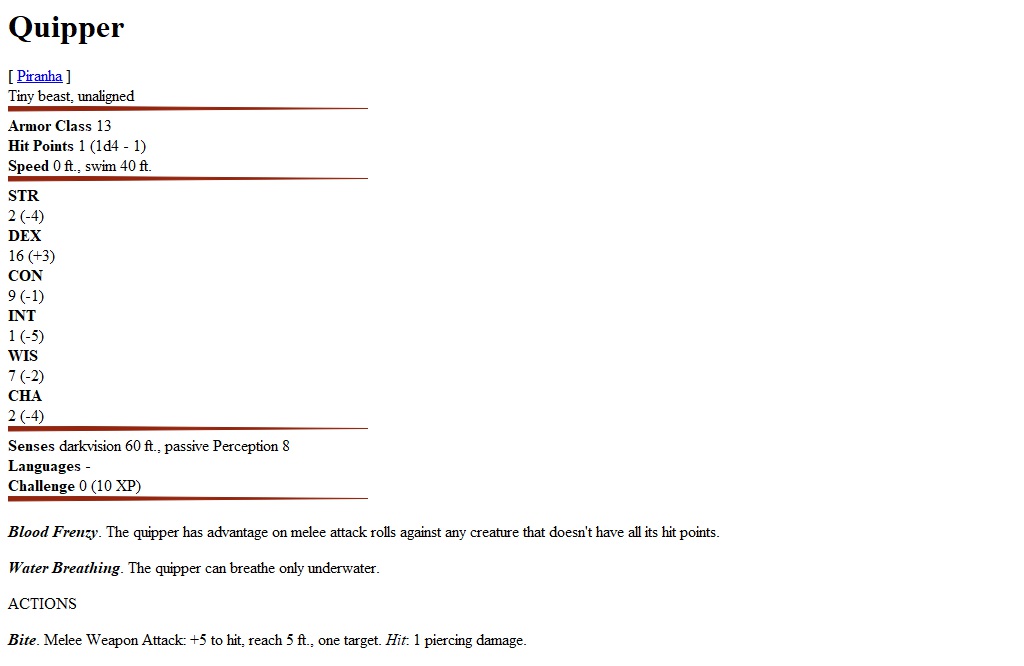 Quipper
[ Piranha ]
Tiny beast, unaligned
Armor Class 13
Hit Points 1 (1d4 - 1)
Speed 0 ft., swim 40 ft.
STR
2 (-4)
DEX
16 (+3)
CON
9 (-1)
INT
1 (-5)
WIS
7 (-2)
CHA
2 (-4)
Senses darkvision 60 ft., passive Perception 8
Languages -
Challenge 0 (10 XP)
Blood Frenzy. The quipper has advantage on melee attack rolls against any creature that doesn't have all its hit points.
Water Breathing. The quipper can breathe only underwater.
ACTIONS
Bite. Melee Weapon Attack: +5 to hit, reach 5 ft., one target. Hit: 1 piercing damage.